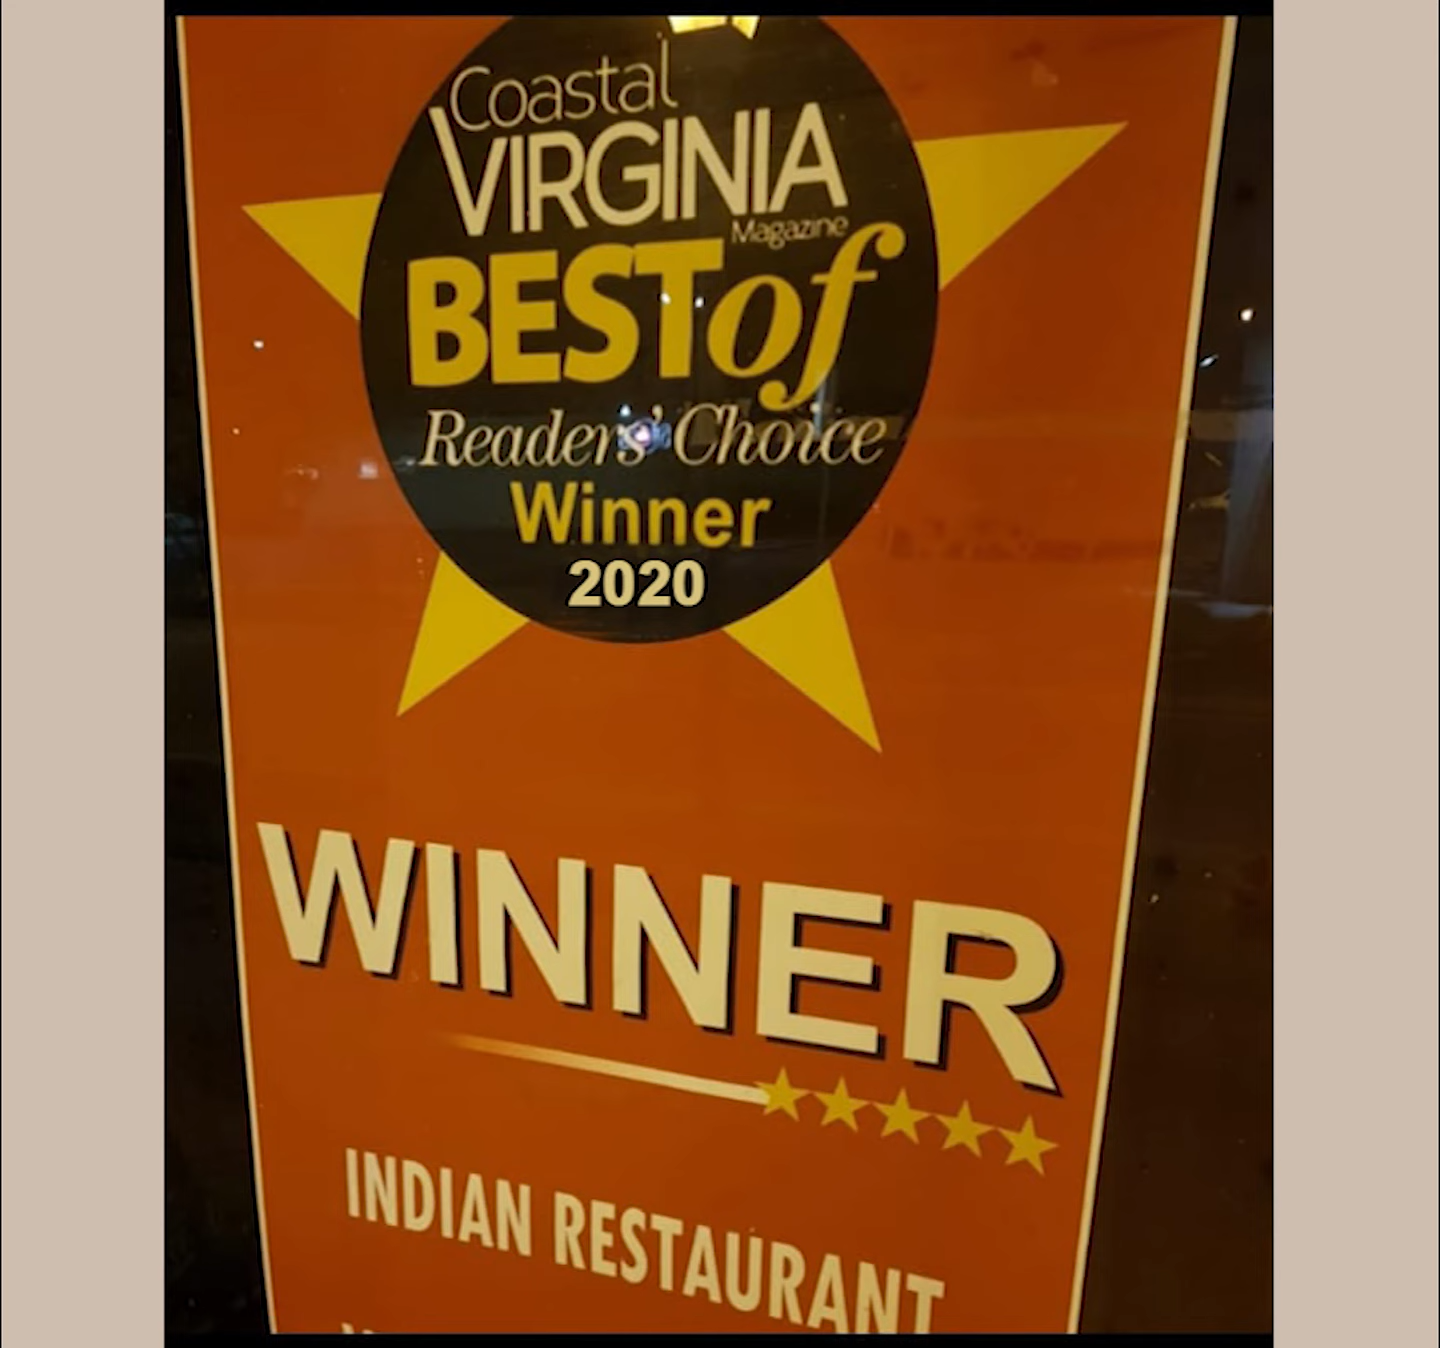 Coastal
VIRGINIA
Magazine
BEST of
Readers' Choice
Winner
2020
WINNER
INDIAN RESTAURANT